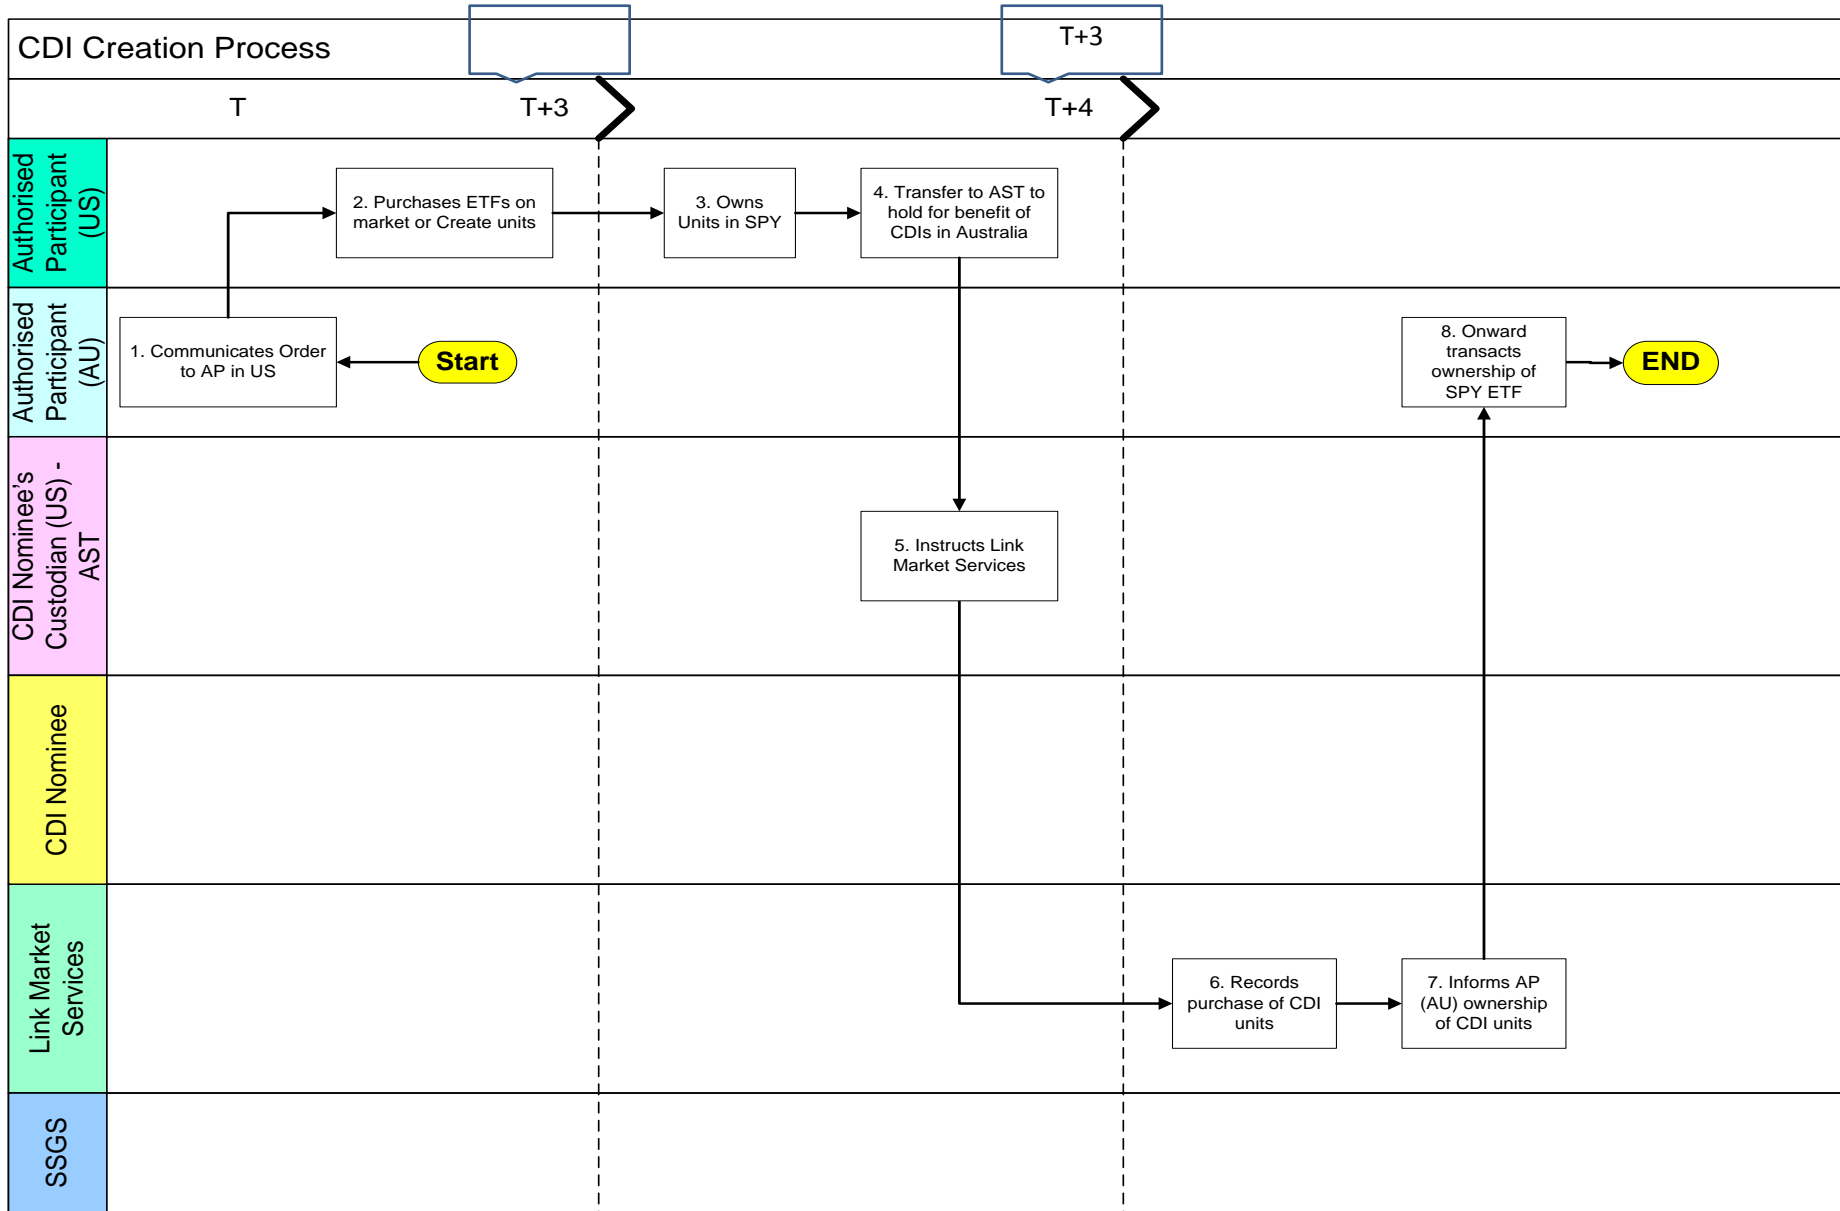 CDI Creation Process
T+3
T
T+3
T+4
Authorised
Participant
(US)
2. Purchases ETFs on
market or Create units
3. Owns
Units in SPY
4. Transfer to AST to
hold for benefit of
CDIs in Australia
Authorised
Participant
(AU)
1. Communicates Order
to AP in US
Start
8. Onward
transacts
ownership of
SPY ETF
END
CDI Nominee's
Custodian (US) -
AST
5. Instructs Link
Market Services
CDI Nominee
Link Market
Services
6. Records
purchase of CDI
units
7. Informs AP
(AU) ownership
of CDI units
SSGS